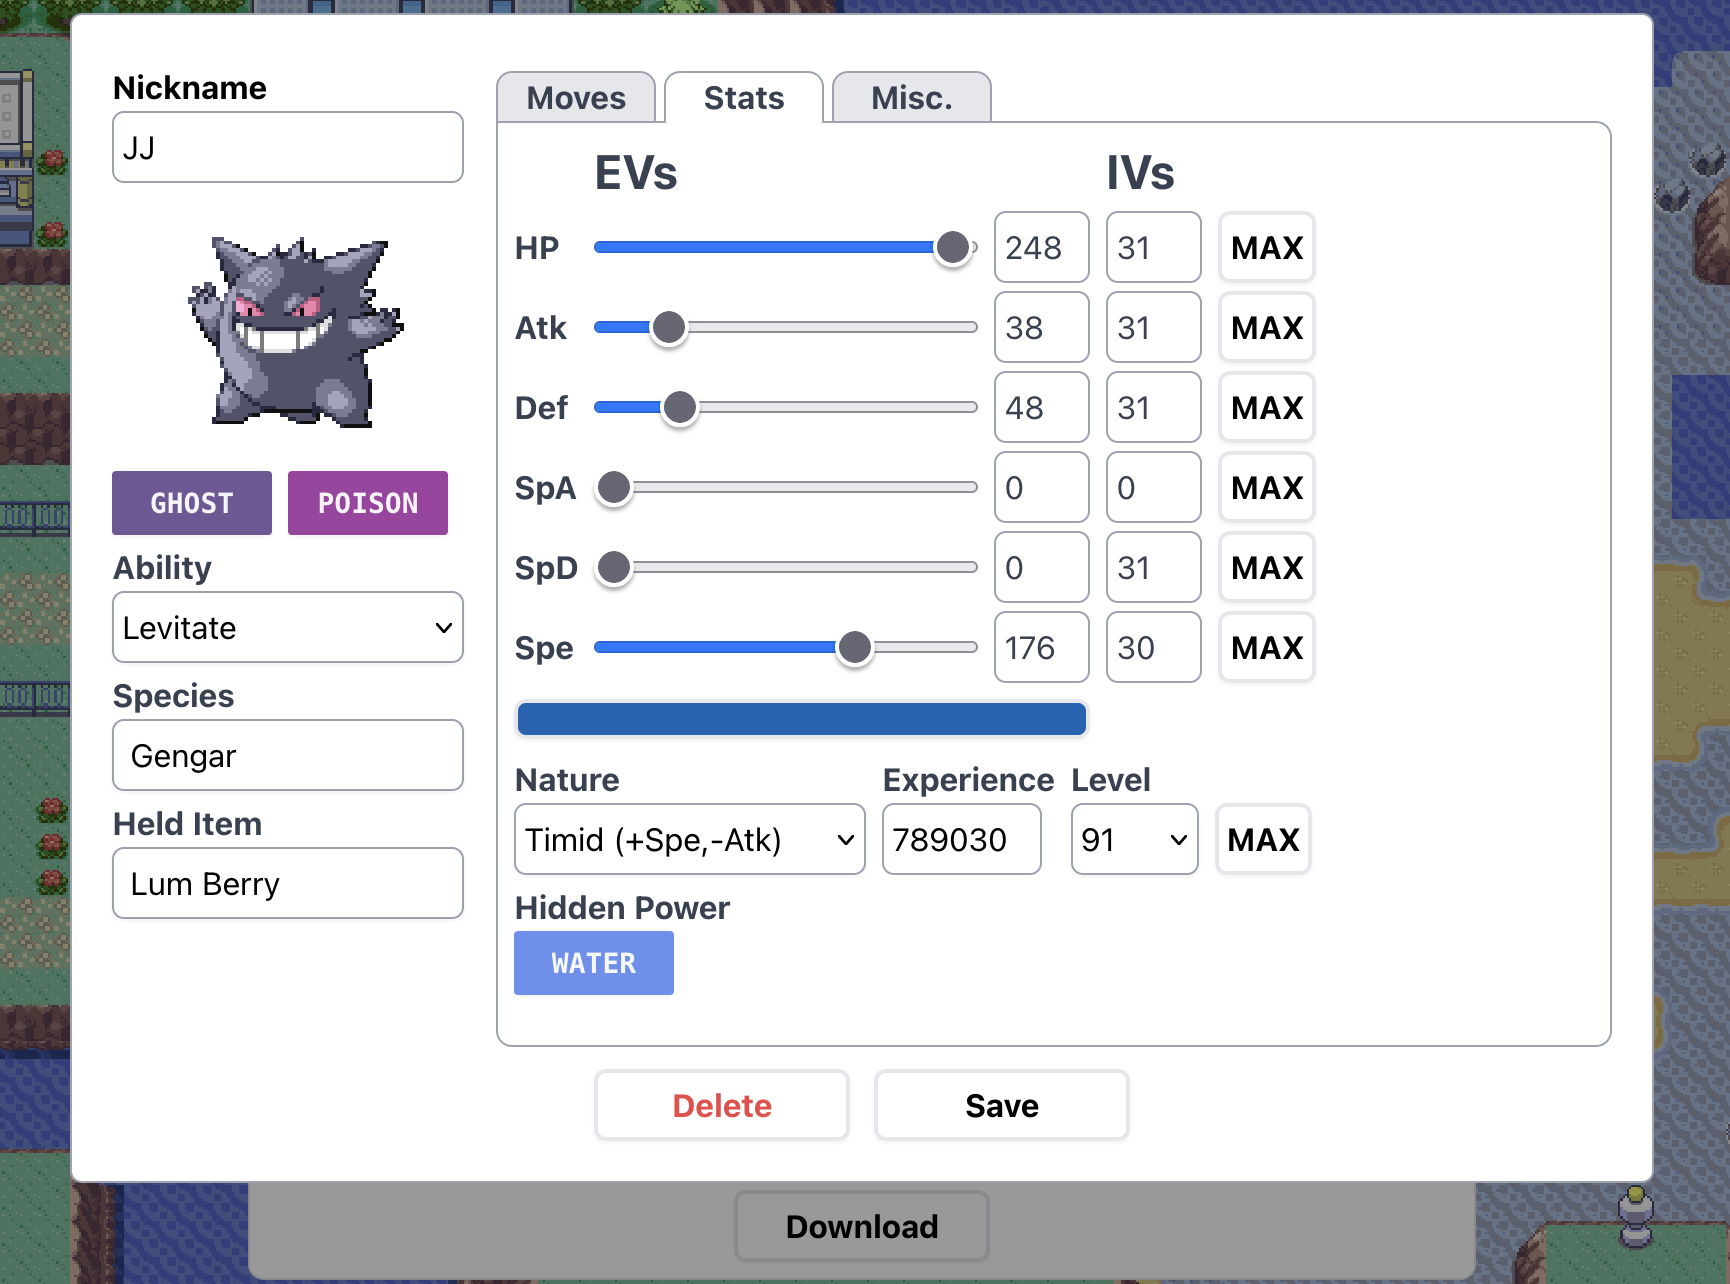 Nickname
JJ
GHOST POISON
Ability
Levitate
Species
Gengar
Held Item
Lum Berry
Moves Stats Misc.
EVs IVs
HP 248 31 MAX
Atk 38 31 MAX
Def 48 31 MAX
SpA 0 0 MAX
SpD 0 31 MAX
Spe 176 30 MAX
Nature Experience Level
Timid (+Spe,-Atk) 789030 91 MAX
Hidden Power
WATER
Delete Save
Download